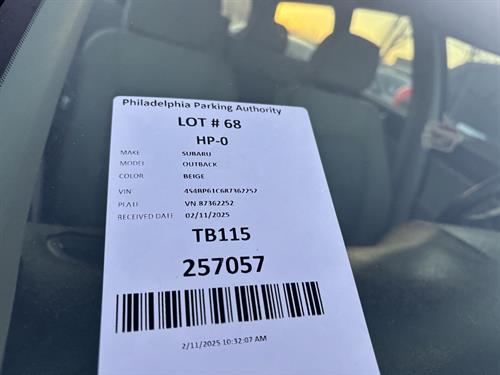 Philadelphia Parking Authority
LOT # 68
HP-0
MAKE SUBARU
MODEL OUTBACK
COLOR BEIGE
VIN 4S4BP61C687362252
PLATE VN 87362252
RECEIVED DATE 02/11/2025
TB115
257057
2/11/2025 10:32:07 AM